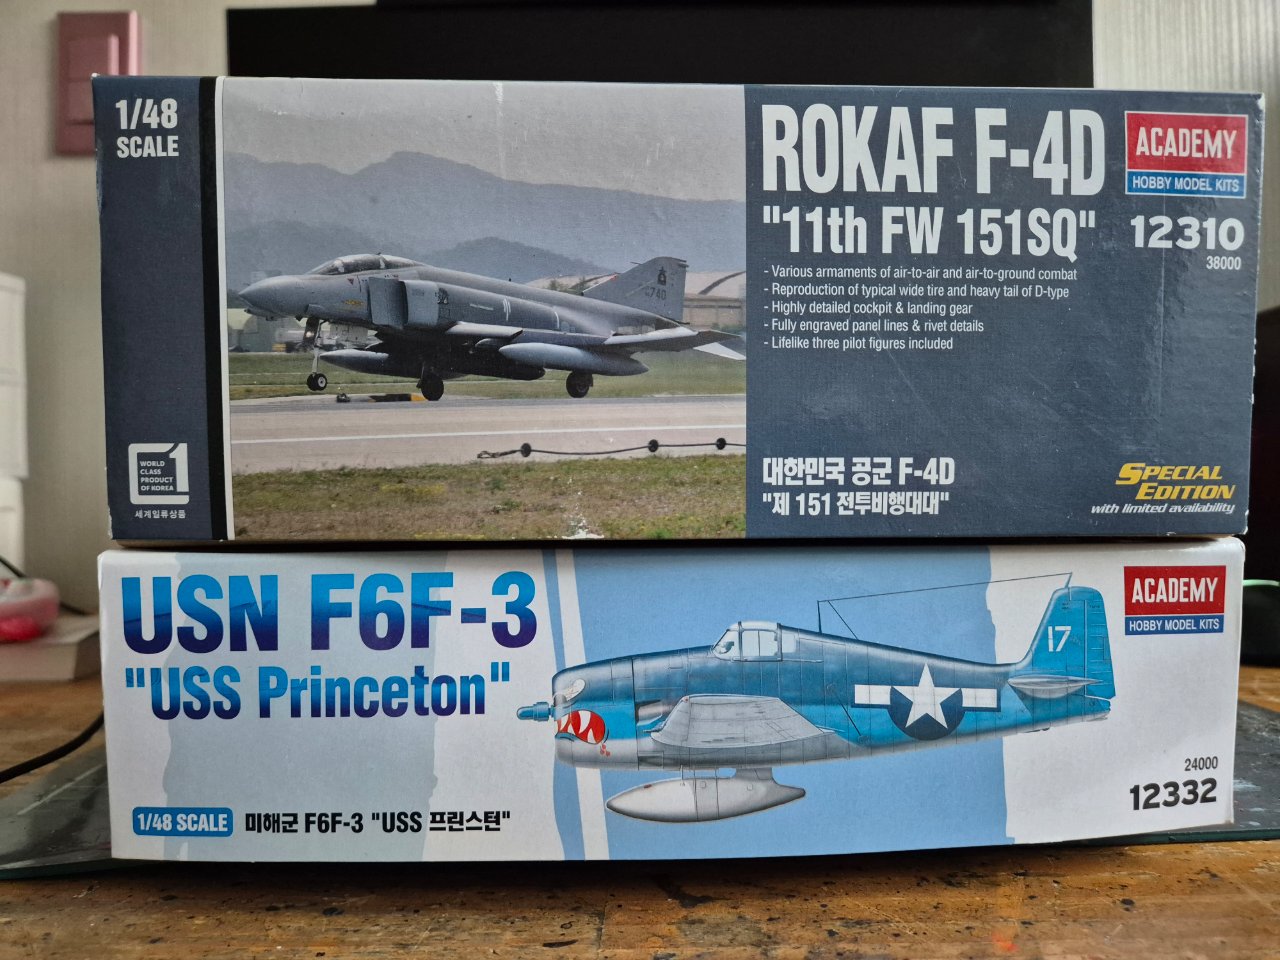 1/48
SCALE
WORLD
CLASS
PRODUCT
OF KOREA
1
세계일류상품
740
ROKAF F-4D
"11th FW 151SQ"
- Various armaments of air-to-air and air-to-ground combat
- Reproduction of typical wide tire and heavy tail of D-type
- Highly detailed cockpit & landing gear
- Fully engraved panel lines & rivet details
- Lifelike three pilot figures included
대한민국 공군 F-4D
"제 151 전투비행대대"
ACADEMY
HOBBY MODEL KITS
12310
38000
SPECIAL
EDITION
with limited availability
USN F6F-3
"USS Princeton"
1/48 SCALE
미해군 F6F-3 "USS 프린스턴"
17
ACADEMY
HOBBY MODEL KITS
24000
12332